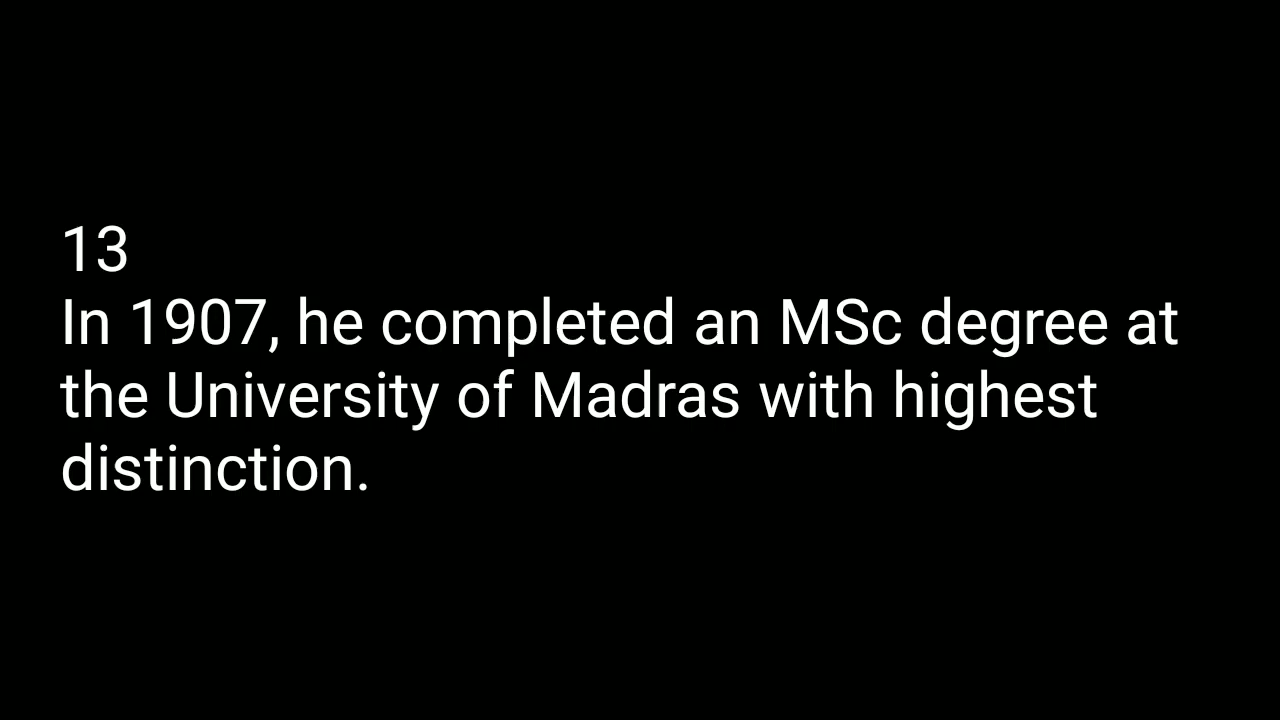 13
In 1907, he completed an MSc degree at
the University of Madras with highest
distinction.